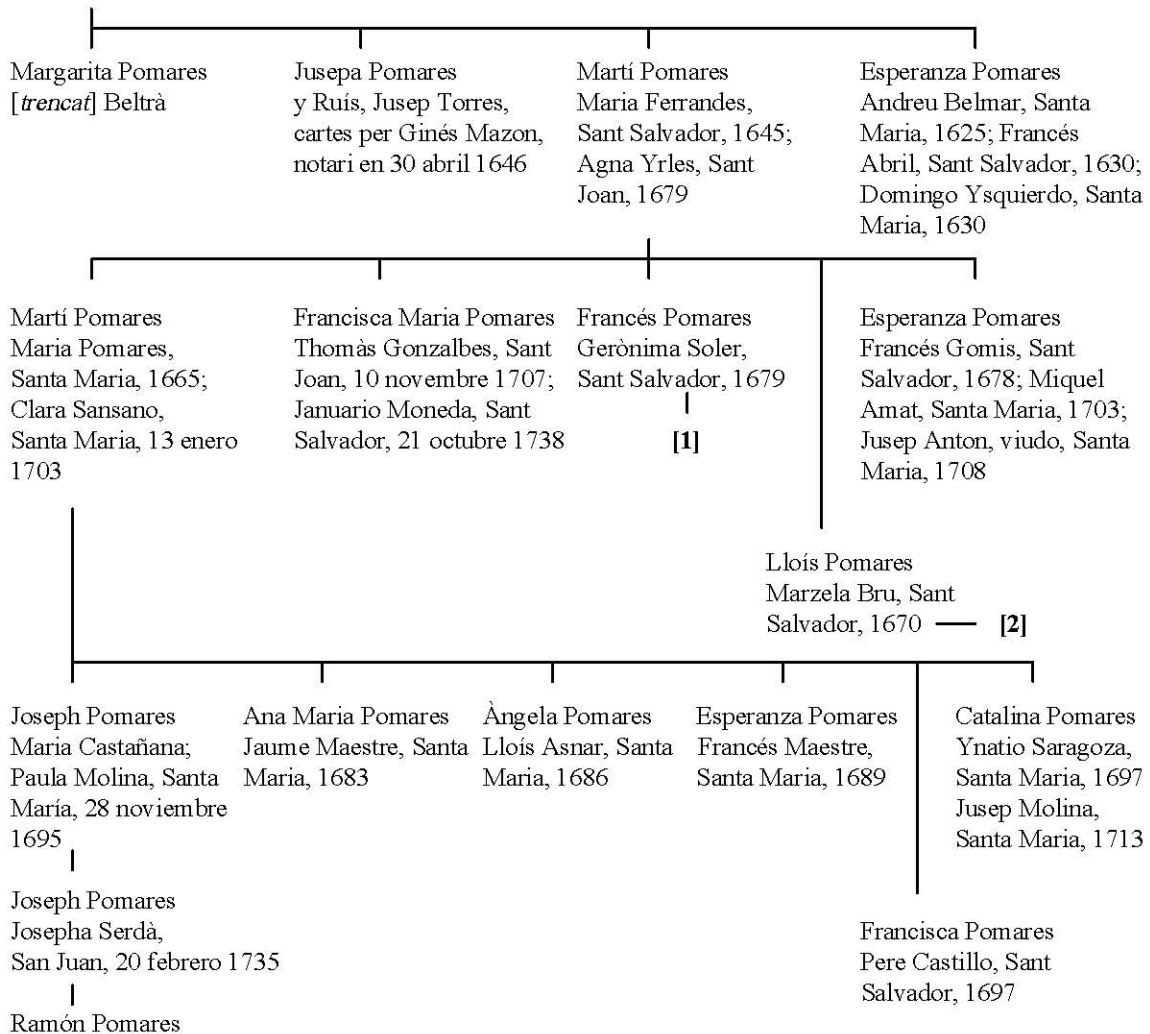 Margarita Pomares
[trencat] Beltrà
Jusepa Pomares
y Ruís, Jusep Torres,
cartes per Ginés Mazon,
notari en 30 abril 1646
Martí Pomares
Maria Ferrandes,
Sant Salvador, 1645;
Agna Yrles, Sant
Joan, 1679
Esperanza Pomares
Andreu Belmar, Santa
Maria, 1625; Francés
Abril, Sant Salvador, 1630;
Domingo Ysquierdo, Santa
Maria, 1630
Martí Pomares
Maria Pomares,
Santa Maria, 1665;
Clara Sansano,
Santa Maria, 13 enero
1703
Francisca Maria Pomares
Thomàs Gonzalbes, Sant
Joan, 10 novembre 1707;
Januario Moneda, Sant
Salvador, 21 octubre 1738
Francés Pomares
Gerònima Soler,
Sant Salvador, 1679
[1]
Esperanza Pomares
Francés Gomis, Sant
Salvador, 1678; Miquel
Amat, Santa Maria, 1703;
Jusep Anton, viudo, Santa
Maria, 1708
Lloís Pomares
Marzela Bru, Sant
Salvador, 1670 — [2]
Joseph Pomares
Maria Castañana;
Paula Molina, Santa
María, 28 noviembre
1695
Ana Maria Pomares
Jaume Maestre, Santa
Maria, 1683
Àngela Pomares
Lloís Asnar, Santa
Maria, 1686
Esperanza Pomares
Francés Maestre,
Santa Maria, 1689
Catalina Pomares
Ynatio Saragoza,
Santa Maria, 1697
Jusep Molina,
Santa Maria, 1713
Joseph Pomares
Josepha Serdà,
San Juan, 20 febrero 1735
Francisca Pomares
Pere Castillo, Sant
Salvador, 1697
Ramón Pomares